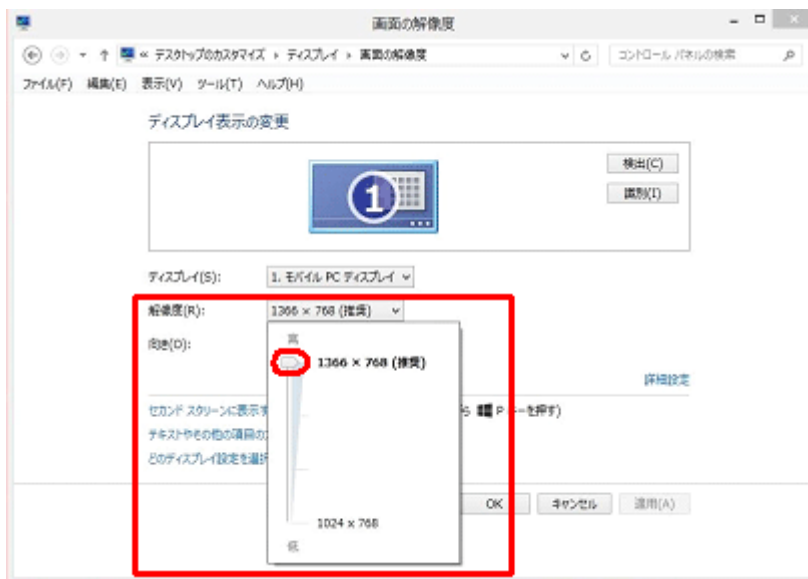 画面の解像度
« デスクトップのカスタマイズ ▸ ディスプレイ ▸ 画面の解像度
コントロール パネルの検索
ファイル(F) 編集(E) 表示(V) ツール(T) ヘルプ(H)
ディスプレイ表示の変更
1
検出(C)
識別(I)
ディスプレイ(S): 1. モバイル PC ディスプレイ
解像度(R): 1366 × 768 (推奨)
向き(O):
高
1366 × 768 (推奨)
詳細設定
セカンド スクリーンに表示す
ら P キーを押す)
テキストやその他の項目の
どのディスプレイ設定を選択
OK キャンセル 適用(A)
1024 x 768
低